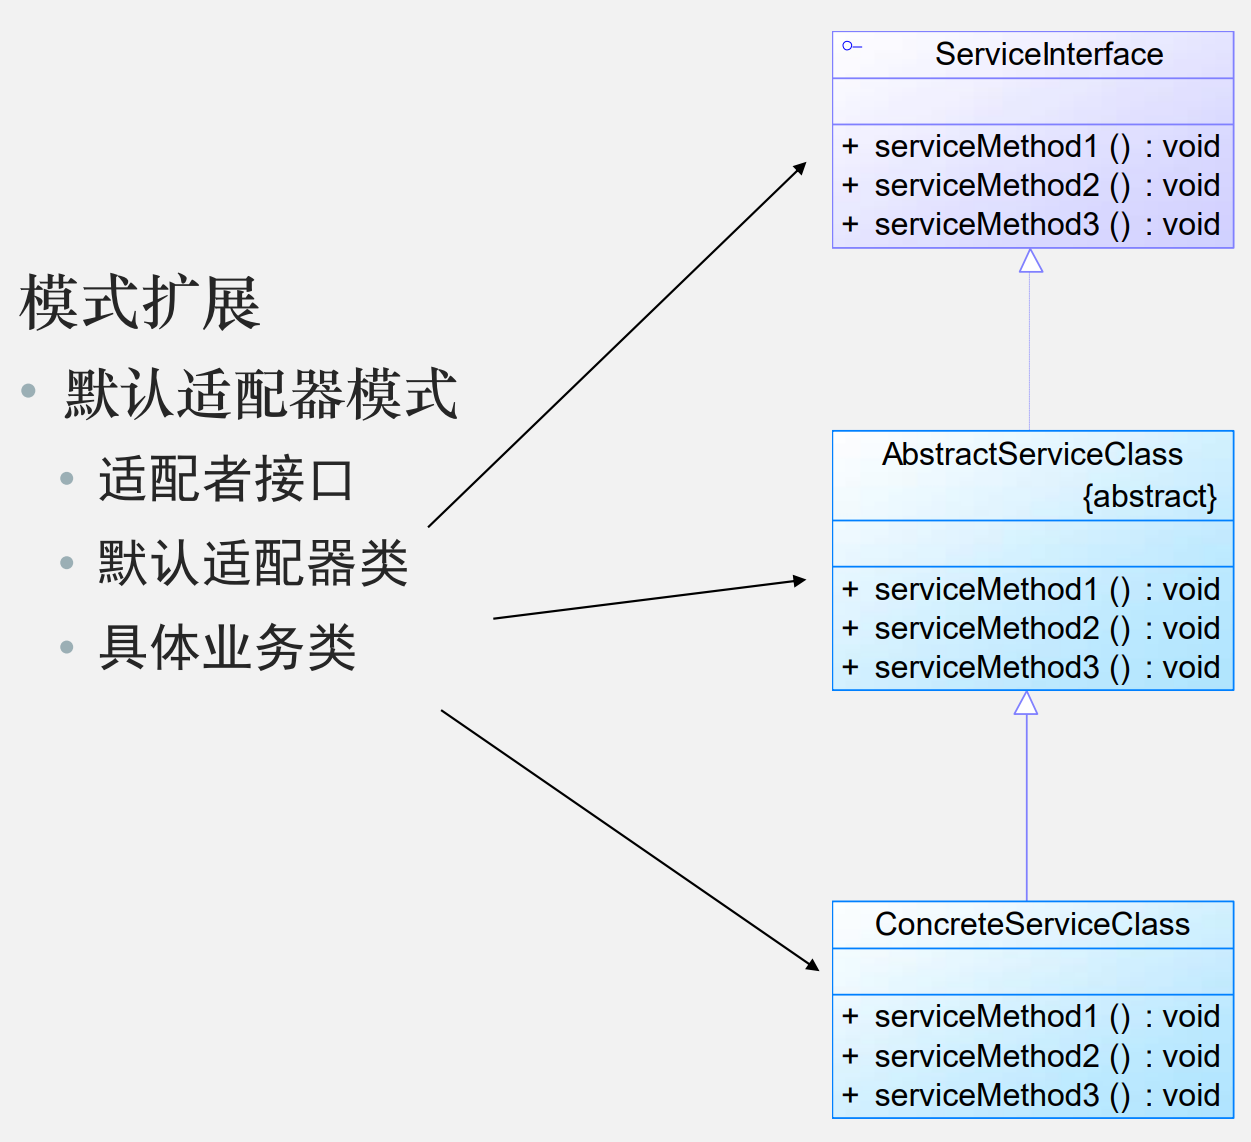 模式扩展
• 默认适配器模式
• 适配者接口
• 默认适配器类
• 具体业务类
ServiceInterface
+ serviceMethod1 () : void
+ serviceMethod2 () : void
+ serviceMethod3 () : void
AbstractServiceClass
{abstract}
+ serviceMethod1 () : void
+ serviceMethod2 () : void
+ serviceMethod3 () : void
ConcreteServiceClass
+ serviceMethod1 () : void
+ serviceMethod2 () : void
+ serviceMethod3 () : void